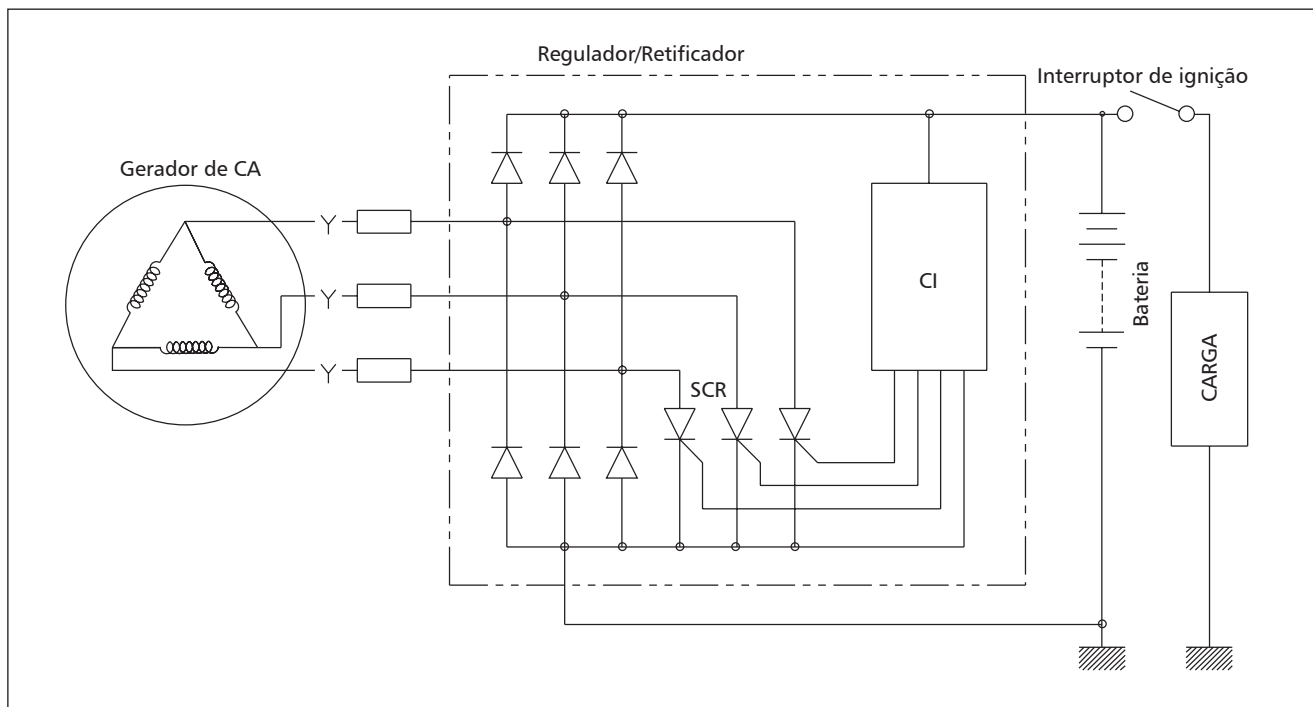 Regulador/Retificador
Interruptor de ignição
Gerador de CA
CI
Bateria
SCR
CARGA